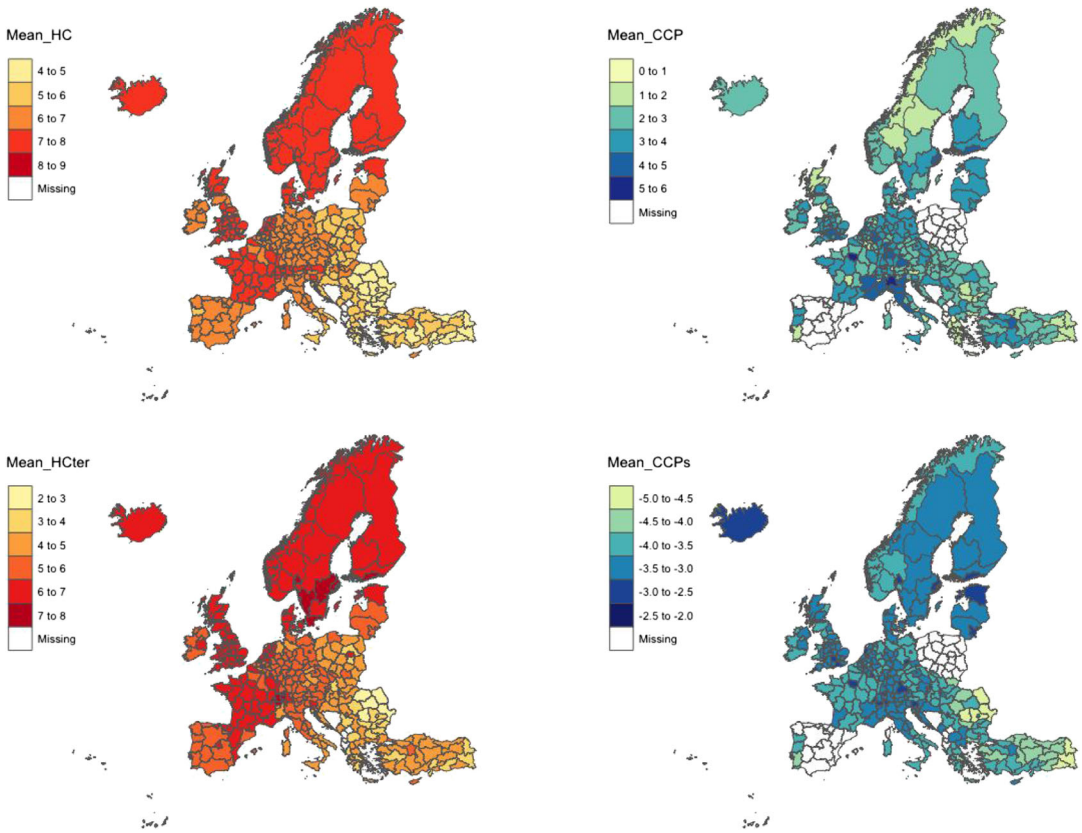 Mean_HC
4 to 5
5 to 6
6 to 7
7 to 8
8 to 9
Missing
Mean_CCP
0 to 1
1 to 2
2 to 3
3 to 4
4 to 5
5 to 6
Missing
Mean_HCter
2 to 3
3 to 4
4 to 5
5 to 6
6 to 7
7 to 8
Missing
Mean_CCPs
-5.0 to -4.5
-4.5 to -4.0
-4.0 to -3.5
-3.5 to -3.0
-3.0 to -2.5
-2.5 to -2.0
Missing